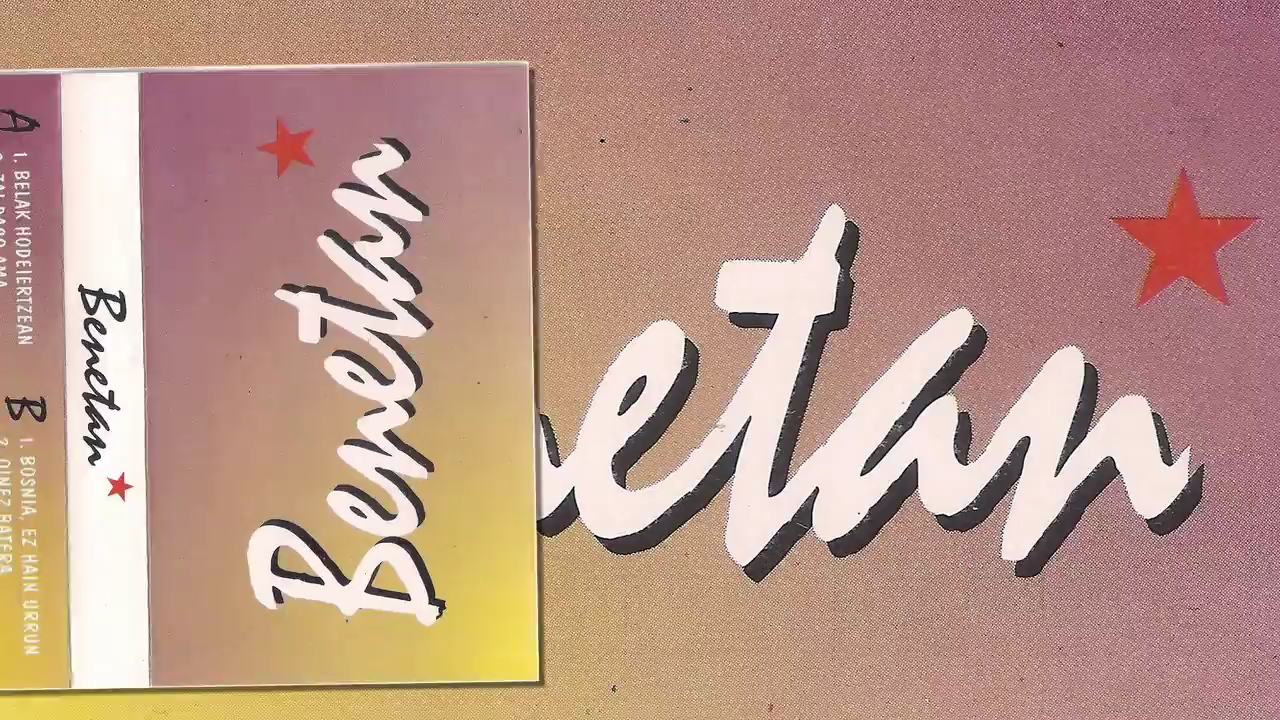 A
1. BELAK HODEIERTZEAN
B
1. BOSNIA, EZ HAIN URRUN
2. OINEZ BATERA
Benetan
Benetan
etan